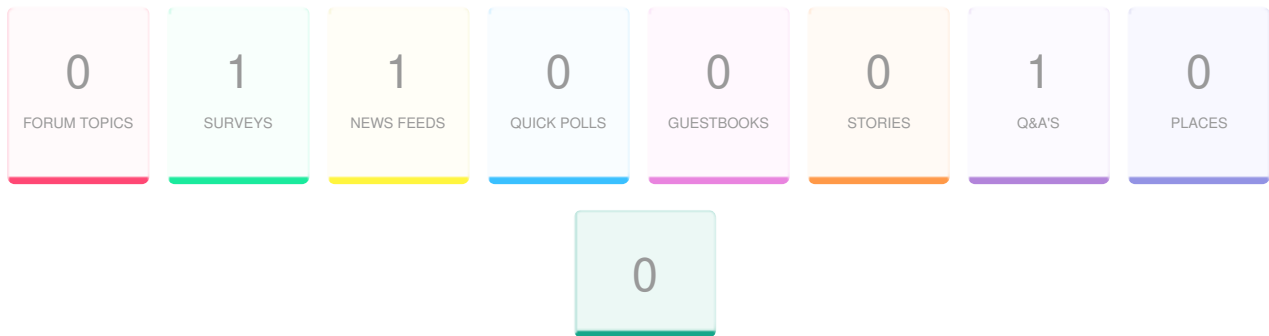 0 1 1 0 0 0 1 0
FORUM TOPICS SURVEYS NEWS FEEDS QUICK POLLS GUESTBOOKS STORIES Q&A'S PLACES
0